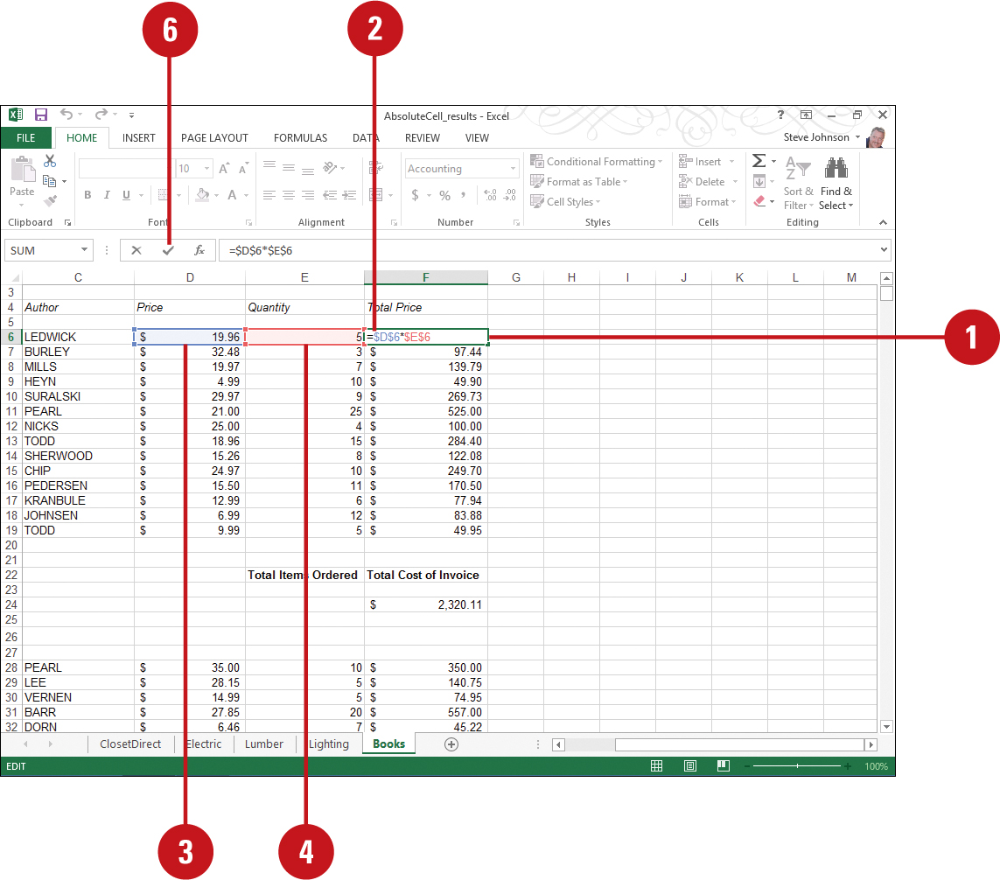 6 2
AbsoluteCell_results - Excel ?
FILE HOME INSERT PAGE LAYOUT FORMULAS DATA REVIEW VIEW Steve Johnson
Paste 10 A A Accounting Conditional Formatting Insert Σ A Z
B I U A $ % , .0 .00 .00 .0 Format as Table Delete Sort & Find &
Cell Styles Format Filter Select
Clipboard Font Alignment Number Styles Cells Editing
SUM fx =$D$6*$E$6
C D E F G H I J K L M
3
4 Author Price Quantity Total Price
5
6 LEDWICK $ 19.96 5 =$D$6*$E$6 1
7 BURLEY $ 32.48 3 $ 97.44
8 MILLS $ 19.97 7 $ 139.79
9 HEYN $ 4.99 10 $ 49.90
10 SURALSKI $ 29.97 9 $ 269.73
11 PEARL $ 21.00 25 $ 525.00
12 NICKS $ 25.00 4 $ 100.00
13 TODD $ 18.96 15 $ 284.40
14 SHERWOOD $ 15.26 8 $ 122.08
15 CHIP $ 24.97 10 $ 249.70
16 PEDERSEN $ 15.50 11 $ 170.50
17 KRANBULE $ 12.99 6 $ 77.94
18 JOHNSEN $ 6.99 12 $ 83.88
19 TODD $ 9.99 5 $ 49.95
20
21
22 Total Items Ordered Total Cost of Invoice
23
24 $ 2,320.11
25
26
27
28 PEARL $ 35.00 10 $ 350.00
29 LEE $ 28.15 5 $ 140.75
30 VERNEN $ 14.99 5 $ 74.95
31 BARR $ 27.85 20 $ 557.00
32 DORN $ 6.46 7 $ 45.22
ClosetDirect Electric Lumber Lighting Books
EDIT 100%
3 4